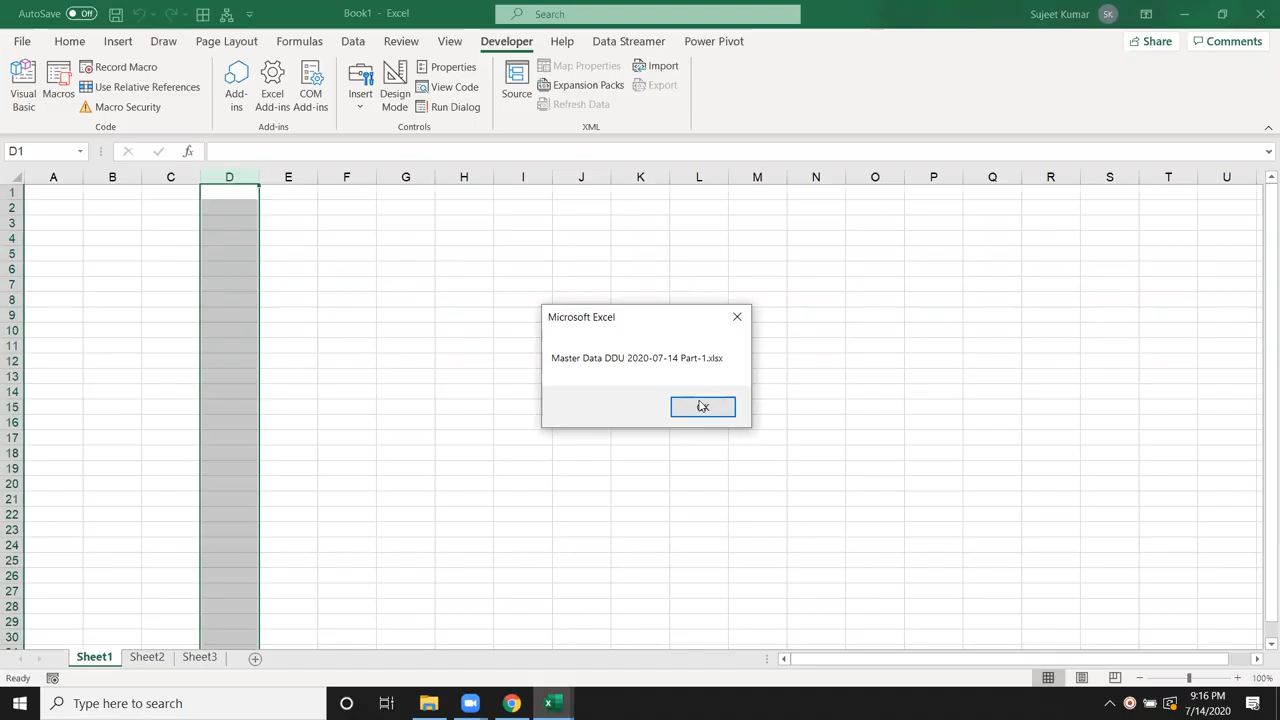 AutoSave Off Book1 - Excel Search Sujeet Kumar SK
File Home Insert Draw Page Layout Formulas Data Review View Developer Help Data Streamer Power Pivot Share Comments
Visual Basic
Macros
Record Macro
Use Relative References
Macro Security
Code
Add-ins
Excel Add-ins
COM Add-ins
Add-ins
Insert
Design Mode
Properties
View Code
Run Dialog
Controls
Source
Map Properties
Expansion Packs
Refresh Data
Import
Export
XML
D1 fx
A B C D E F G H I J K L M N O P Q R S T U
1
2
3
4
5
6
7
8
9
10
11
12
13
14
15
16
17
18
19
20
21
22
23
24
25
26
27
28
29
30
Microsoft Excel
Master Data DDU 2020-07-14 Part-1.xlsx
OK
Sheet1 Sheet2 Sheet3
Ready 100%
Type here to search
9:16 PM
7/14/2020